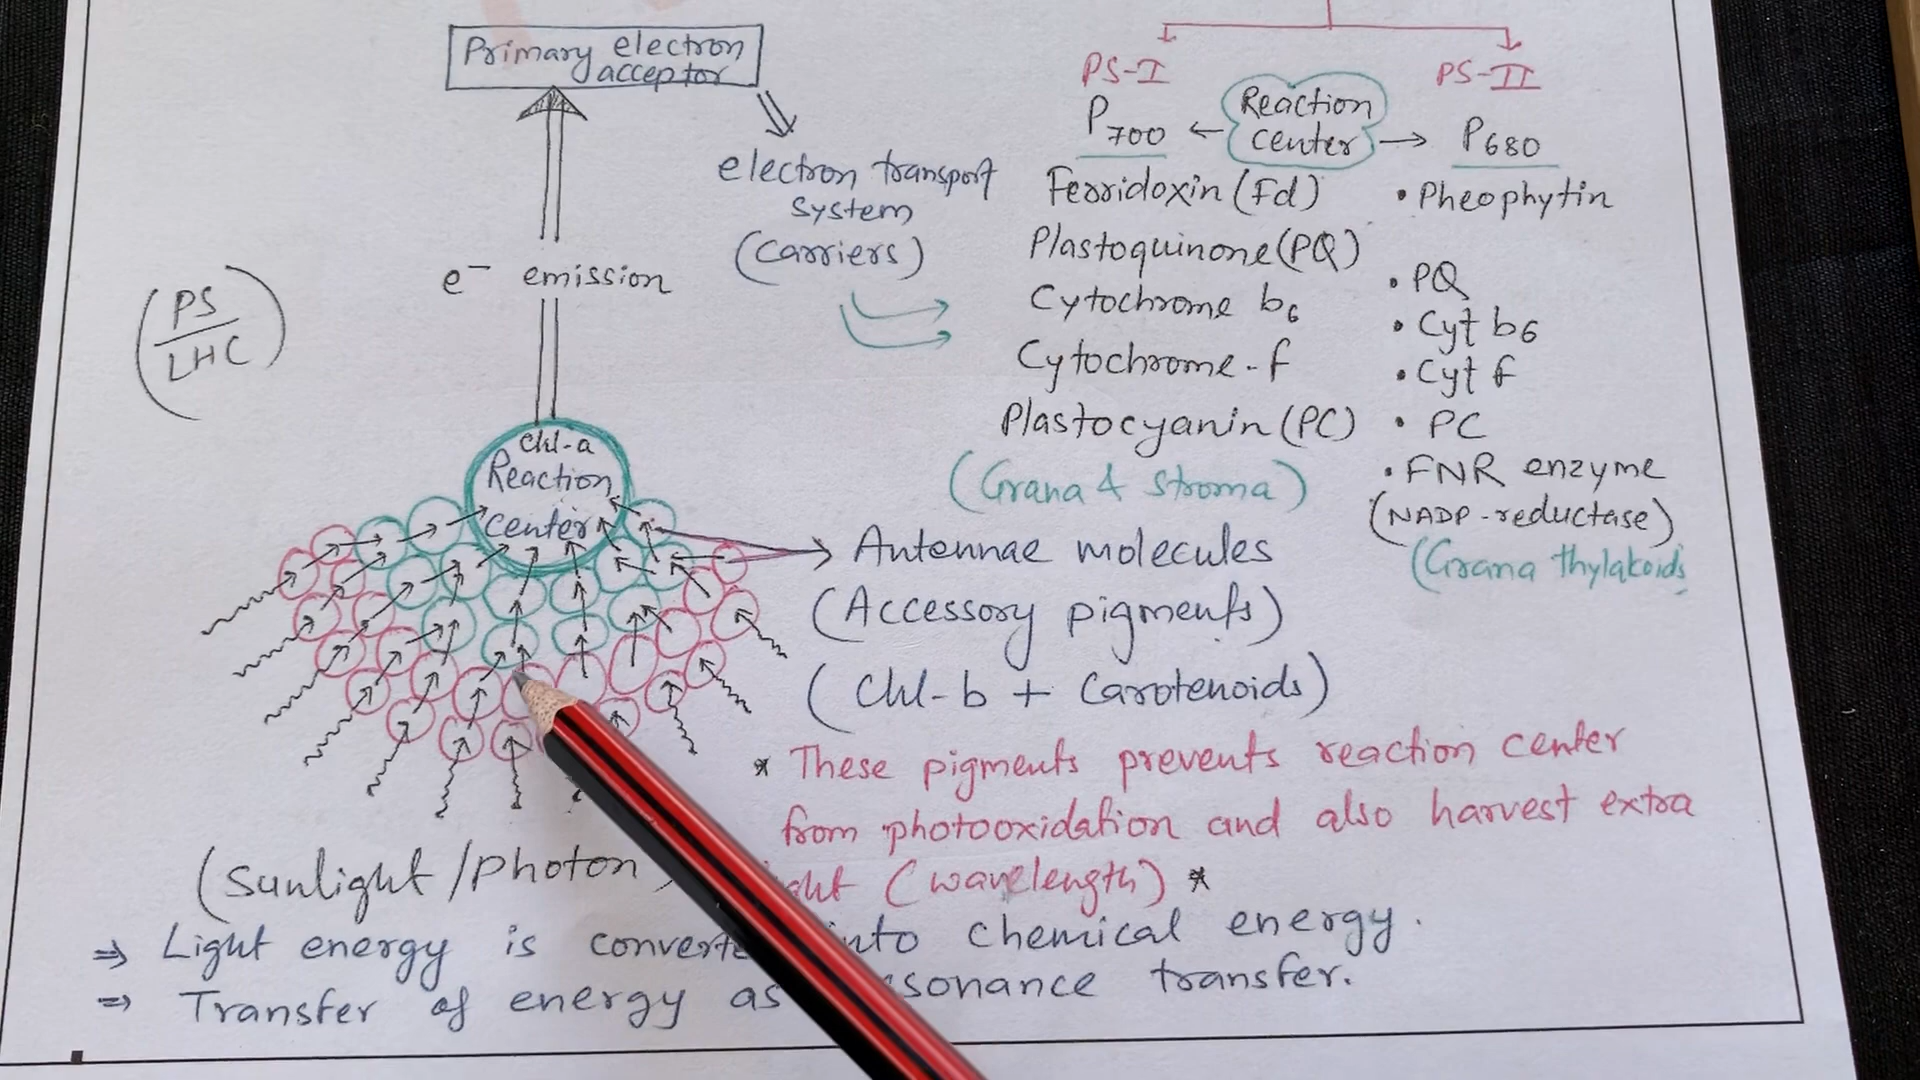 Primary electron
acceptor
electron transport
system
(carriers)
e⁻ emission
(PS
LHC)
Chl-a
Reaction
center
PS-I
PS-II
Reaction
center
P700
P680
Ferridoxin (Fd)
Plastoquinone (PQ)
Cytochrome b6
Cytochrome-f
Plastocyanin (PC)
(Grana & Stroma)
• Pheophytin
• PQ
• Cyt b6
• Cyt f
• PC
• FNR enzyme
(NADP-reductase)
(Grana thylakoids
Antennae molecules
(Accessory pigments)
(Chl-b + Carotenoids)
* These pigments prevents reaction center
from photooxidation and also harvest extra
(wavelength) *
(Sunlight/Photon)
⇒ Light energy is into chemical energy.
⇒ Transfer of energy as transfer.